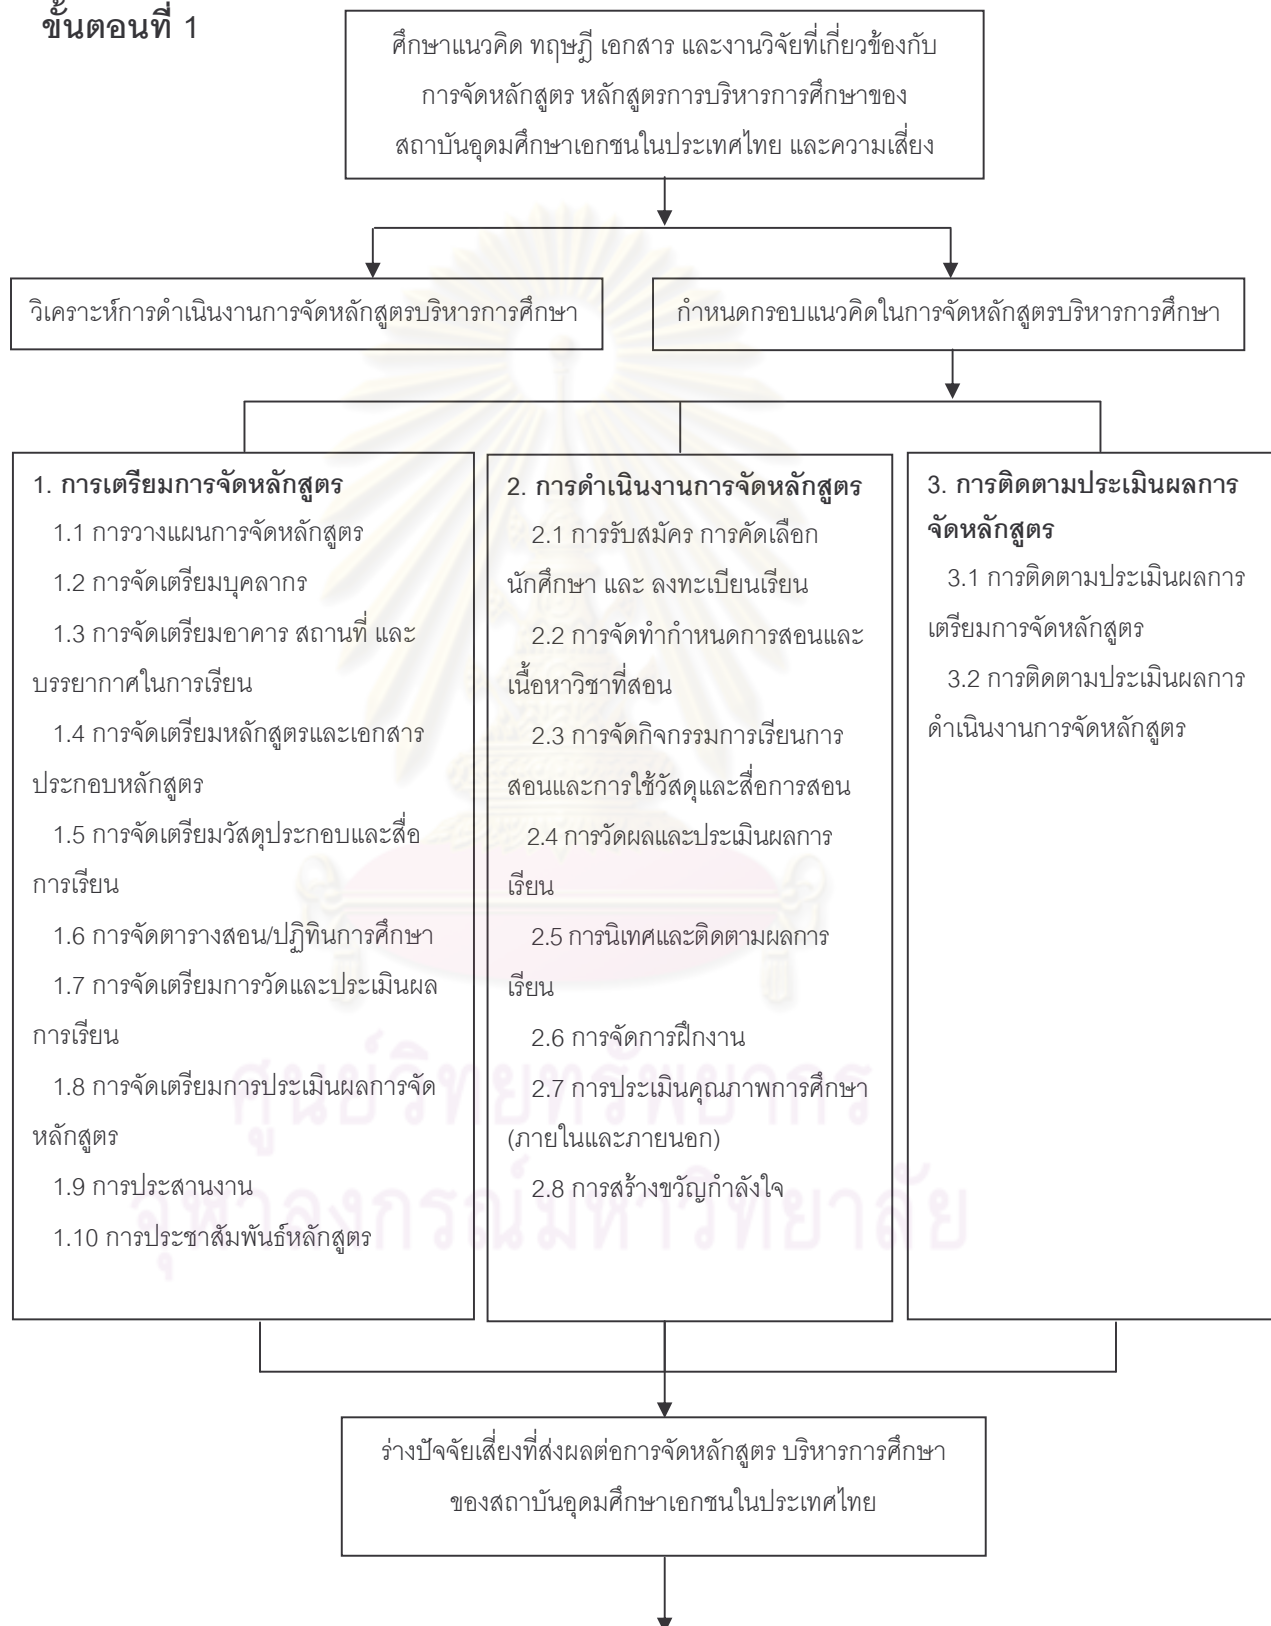 ขั้นตอนที่ 1
ศึกษาแนวคิด ทฤษฎี เอกสาร และงานวิจัยที่เกี่ยวข้องกับ
การจัดหลักสูตร หลักสูตรการบริหารการศึกษาของ
สถาบันอุดมศึกษาเอกชนในประเทศไทย และความเสี่ยง
วิเคราะห์การดำเนินงานการจัดหลักสูตรบริหารการศึกษา
กำหนดกรอบแนวคิดในการจัดหลักสูตรบริหารการศึกษา
1. การเตรียมการจัดหลักสูตร
1.1 การวางแผนการจัดหลักสูตร
1.2 การจัดเตรียมบุคลากร
1.3 การจัดเตรียมอาคาร สถานที่ และ
บรรยากาศในการเรียน
1.4 การจัดเตรียมหลักสูตรและเอกสาร
ประกอบหลักสูตร
1.5 การจัดเตรียมวัสดุประกอบและสื่อ
การเรียน
1.6 การจัดตารางสอน/ปฏิทินการศึกษา
1.7 การจัดเตรียมการวัดและประเมินผล
การเรียน
1.8 การจัดเตรียมการประเมินผลการจัด
หลักสูตร
1.9 การประสานงาน
1.10 การประชาสัมพันธ์หลักสูตร
2. การดำเนินงานการจัดหลักสูตร
2.1 การรับสมัคร การคัดเลือก
นักศึกษา และ ลงทะเบียนเรียน
2.2 การจัดทำกำหนดการสอนและ
เนื้อหาวิชาที่สอน
2.3 การจัดกิจกรรมการเรียนการ
สอนและการใช้วัสดุและสื่อการสอน
2.4 การวัดผลและประเมินผลการ
เรียน
2.5 การนิเทศและติดตามผลการ
เรียน
2.6 การจัดการฝึกงาน
2.7 การประเมินคุณภาพการศึกษา
(ภายในและภายนอก)
2.8 การสร้างขวัญกำลังใจ
3. การติดตามประเมินผลการ
จัดหลักสูตร
3.1 การติดตามประเมินผลการ
เตรียมการจัดหลักสูตร
3.2 การติดตามประเมินผลการ
ดำเนินงานการจัดหลักสูตร
ศูนย์วิทยทรัพยากร
จุฬาลงกรณ์มหาวิทยาลัย
ร่างปัจจัยเสี่ยงที่ส่งผลต่อการจัดหลักสูตร บริหารการศึกษา
ของสถาบันอุดมศึกษาเอกชนในประเทศไทย